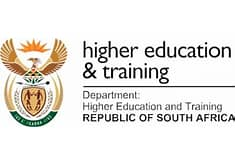 higher education
& training
Department:
Higher Education and Training
REPUBLIC OF SOUTH AFRICA